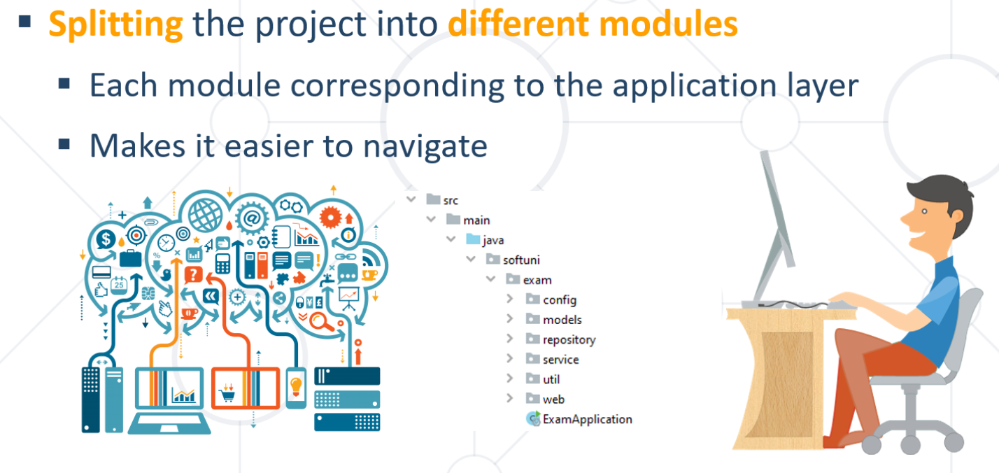 ▪ Splitting the project into different modules
▪ Each module corresponding to the application layer
▪ Makes it easier to navigate
src
main
java
softuni
exam
config
models
repository
service
util
web
ExamApplication
$
@
%
?
25
¥
£
i
!